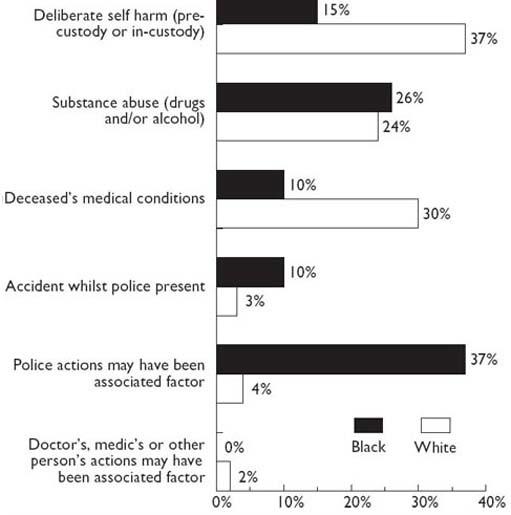 Deliberate self harm (pre-
custody or in-custody)
15%
37%
Substance abuse (drugs
and/or alcohol)
26%
24%
Deceased's medical conditions
10%
30%
Accident whilst police present
10%
3%
Police actions may have been
associated factor
37%
4%
Doctor's, medic's or other
person's actions may have
been associated factor
0%
2%
Black
White
0%
10%
20%
30%
40%